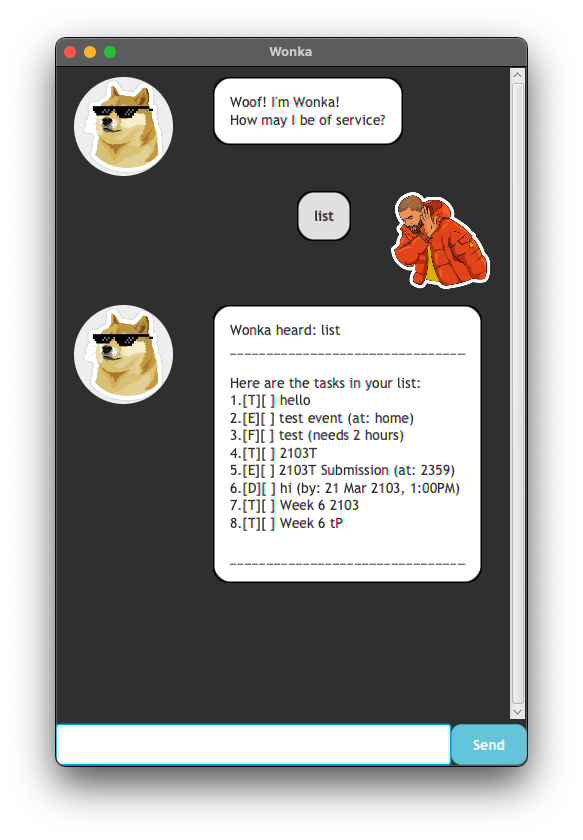 Wonka
Woof! I'm Wonka!
How may I be of service?
list
Wonka heard: list
________________________________
Here are the tasks in your list:
1.[T][ ] hello
2.[E][ ] test event (at: home)
3.[F][ ] test (needs 2 hours)
4.[T][ ] 2103T
5.[E][ ] 2103T Submission (at: 2359)
6.[D][ ] hi (by: 21 Mar 2103, 1:00PM)
7.[T][ ] Week 6 2103
8.[T][ ] Week 6 tP
________________________________
Send